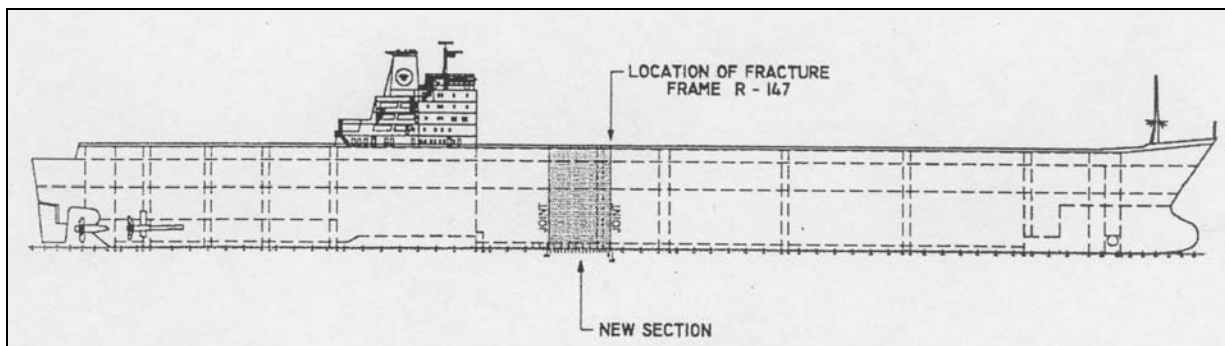 LOCATION OF FRACTURE
FRAME R - 147
JOINT
JOINT
NEW SECTION